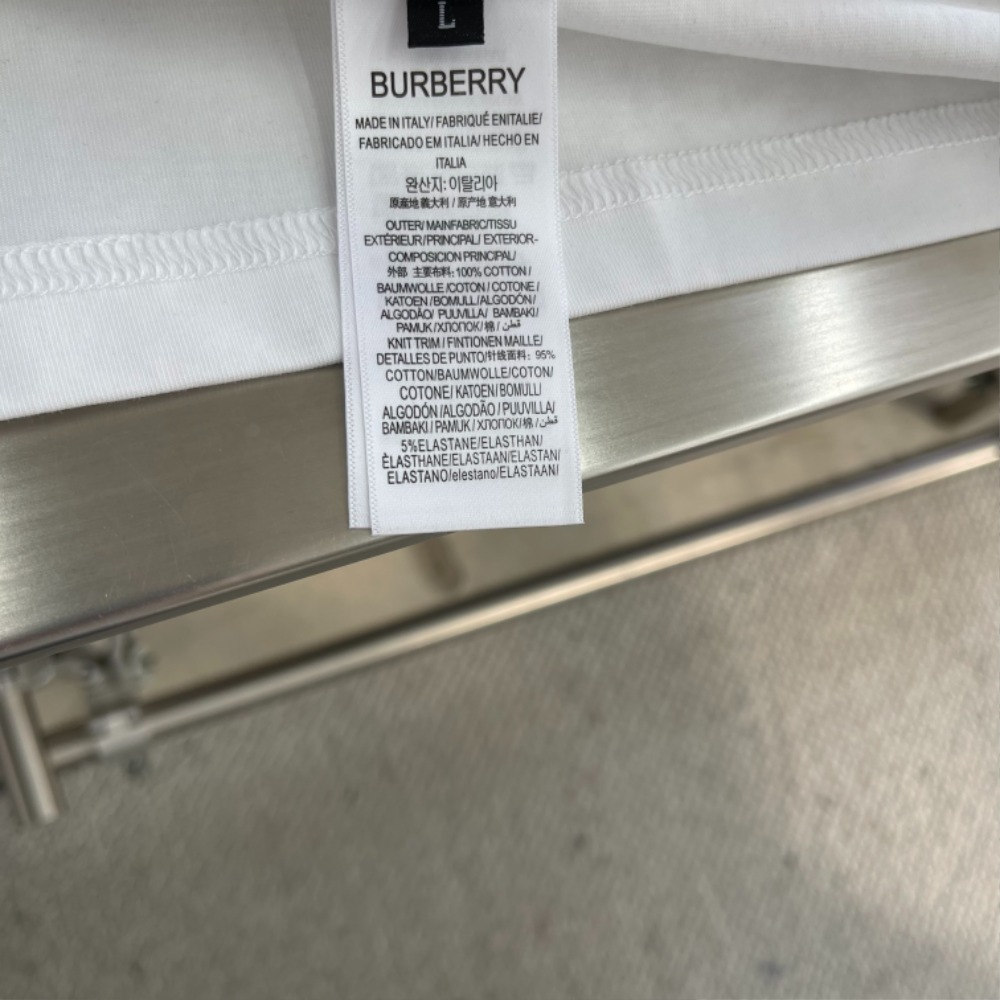 L
BURBERRY
MADE IN ITALY/ FABRIQUÉ ENITALIE/
FABRICADO EM ITALIA/ HECHO EN
ITALIA
완산지: 이탈리아
原産地 義大利 / 原产地 意大利
OUTER/ MAINFABRIC/TISSU
EXTÉRIEUR/PRINCIPAL/ EXTERIOR-
COMPOSICION PRINCIPAL/
外部 主要布料: 100% COTTON /
BAUMWOLLE /COTON / COTONE /
KATOEN / BOMULL/ALGODÓN/
ALGODÃO/ PUUVILLA/ BAMBAKI/
PAMUK / ХЛОПОК/ 棉 / قطن
KNIT TRIM / FINTIONEN MAILLE/
DETALLES DE PUNTO/针线面料: 95%
COTTON/BAUMWOLLE/COTON/
COTONE/ KATOEN/ BOMULL/
ALGODÓN /ALGODÃO / PUUVILLA/
BAMBAKI / PAMUK / ХЛОПОК/棉 / قطن
5%ELASTANE/ELASTHAN/
ÈLASTHANE/ELASTAAN/ELASTAN/
ELASTANO/elestano/ELASTAAN/